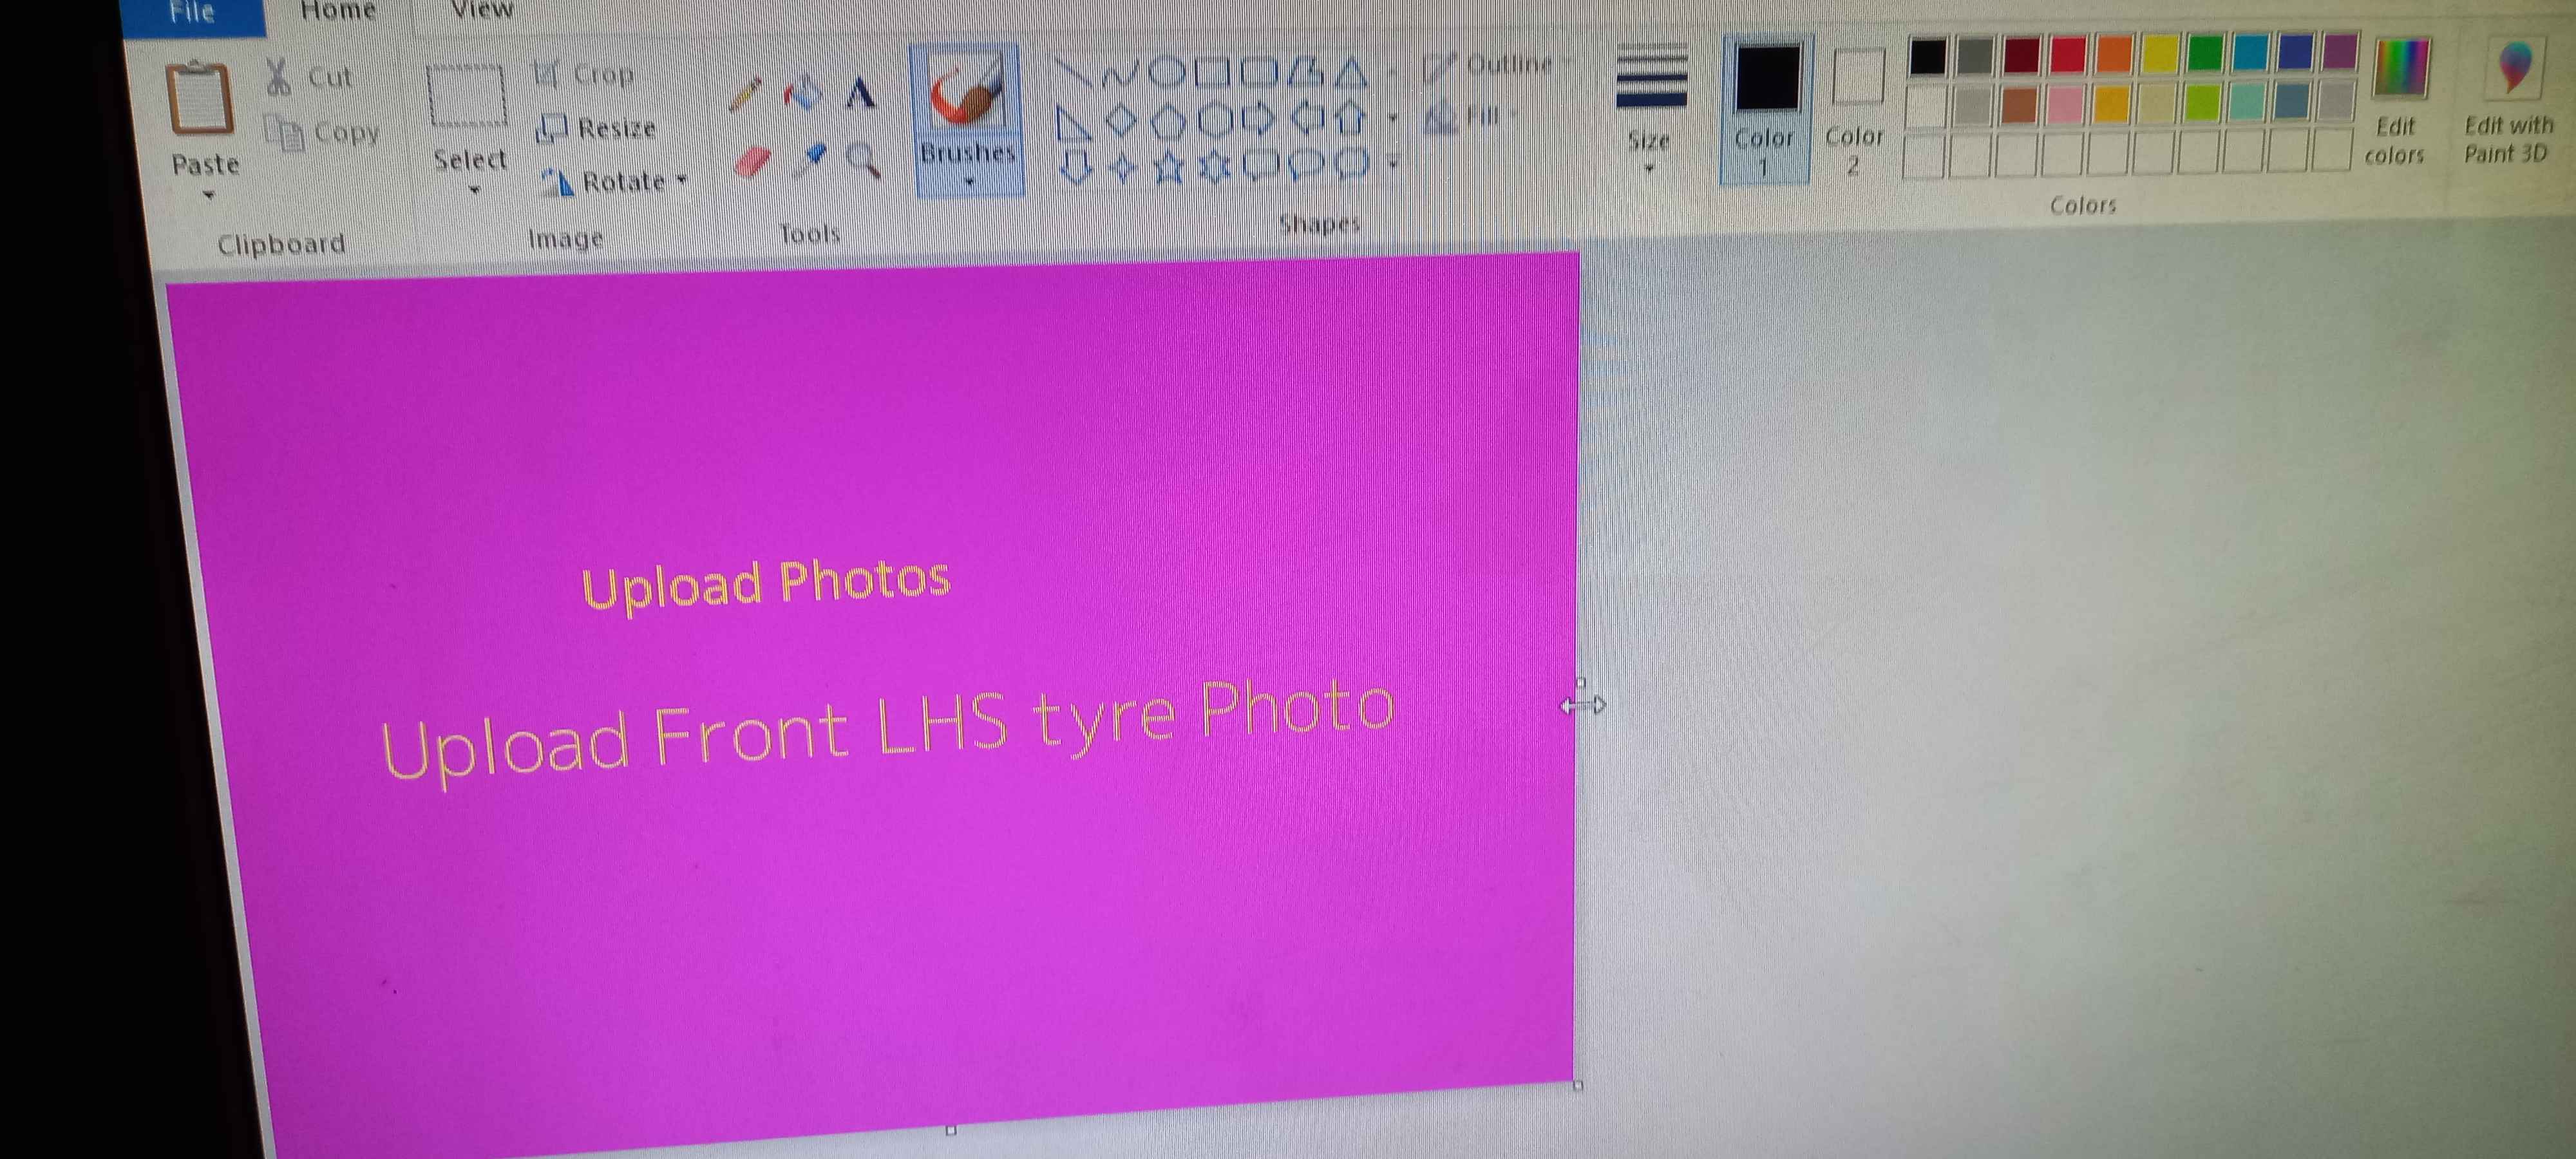 File Home View
Paste
Cut
Copy
Clipboard
Select
Crop
Resize
Rotate
Image
Tools
Brushes
Shapes
Outline
Fill
Size
Color 1
Color 2
Colors
Edit colors
Edit with Paint 3D
Upload Photos
Upload Front LHS tyre Photo